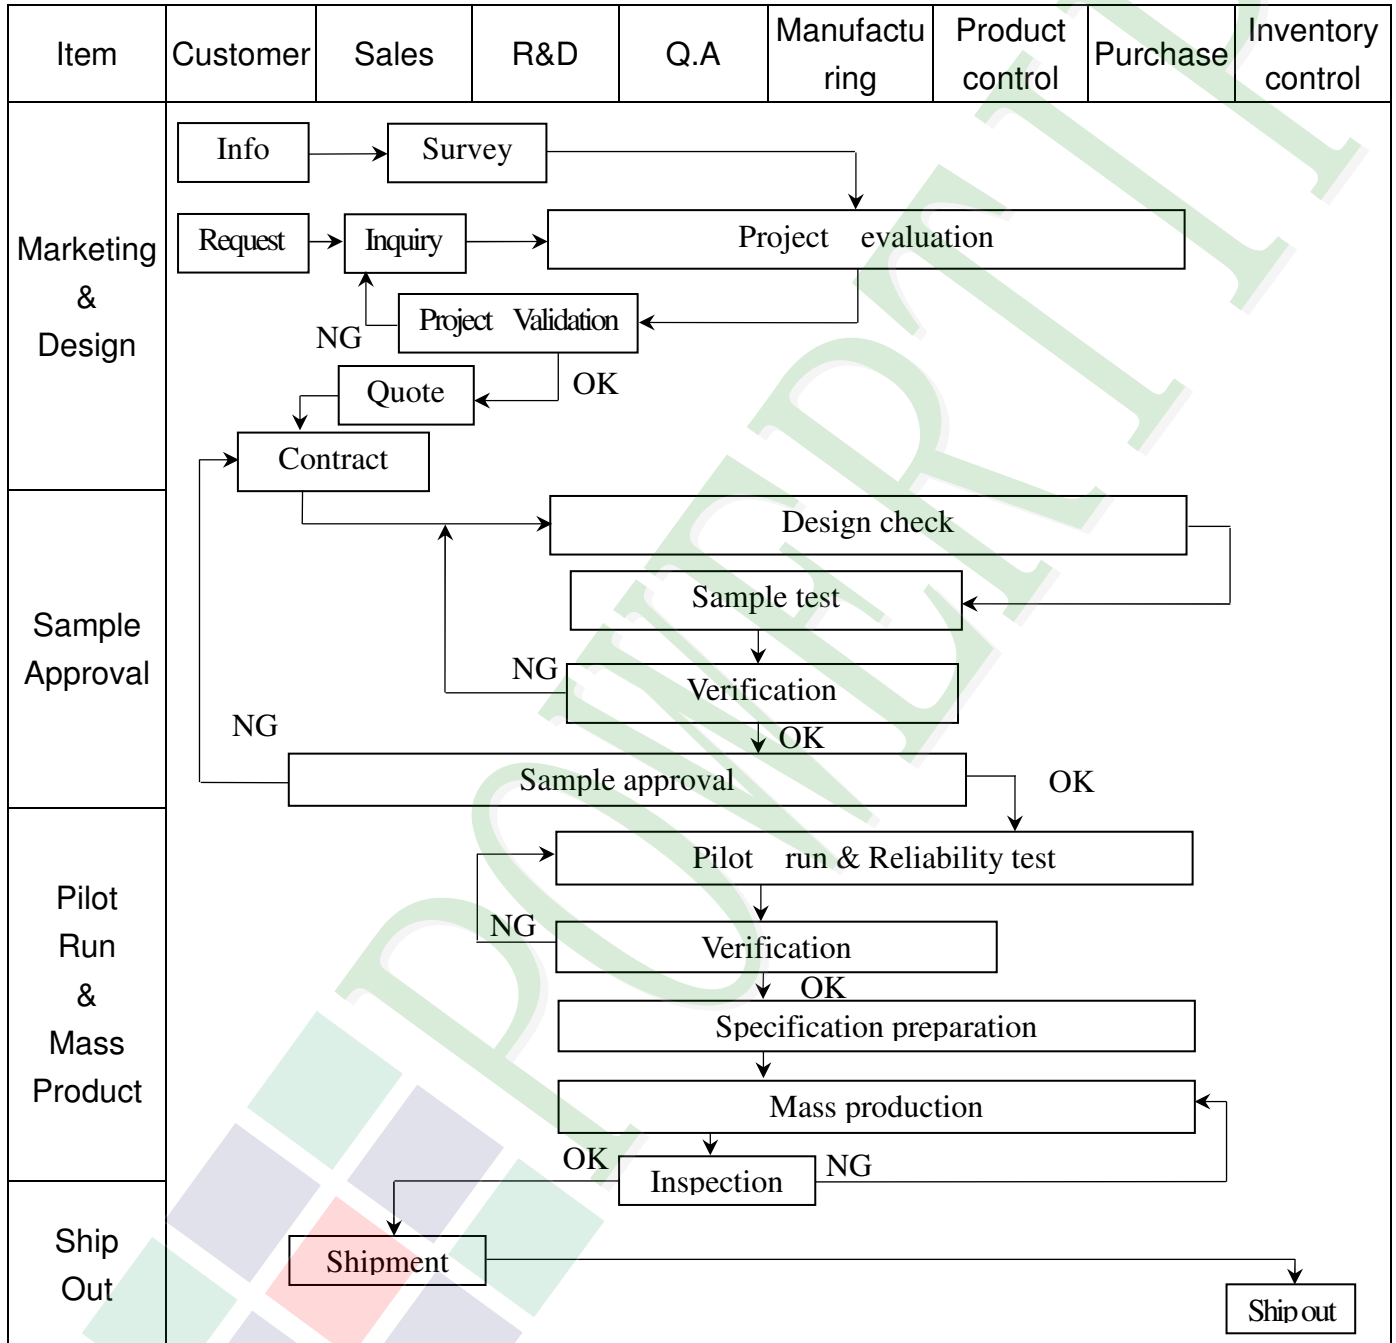 Item
Customer
Sales
R&D
Q.A
Manufactu
ring
Product
control
Purchase
Inventory
control
Marketing
&
Design
Info
Survey
Request
Inquiry
Project evaluation
NG
Project Validation
Quote
OK
Contract
Sample
Approval
Design check
Sample test
NG
Verification
NG
OK
Sample approval
OK
Pilot
Run
&
Mass
Product
Pilot run & Reliability test
NG
Verification
OK
Specification preparation
Mass production
OK
Inspection
NG
Ship
Out
Shipment
Ship out
POWERTIP